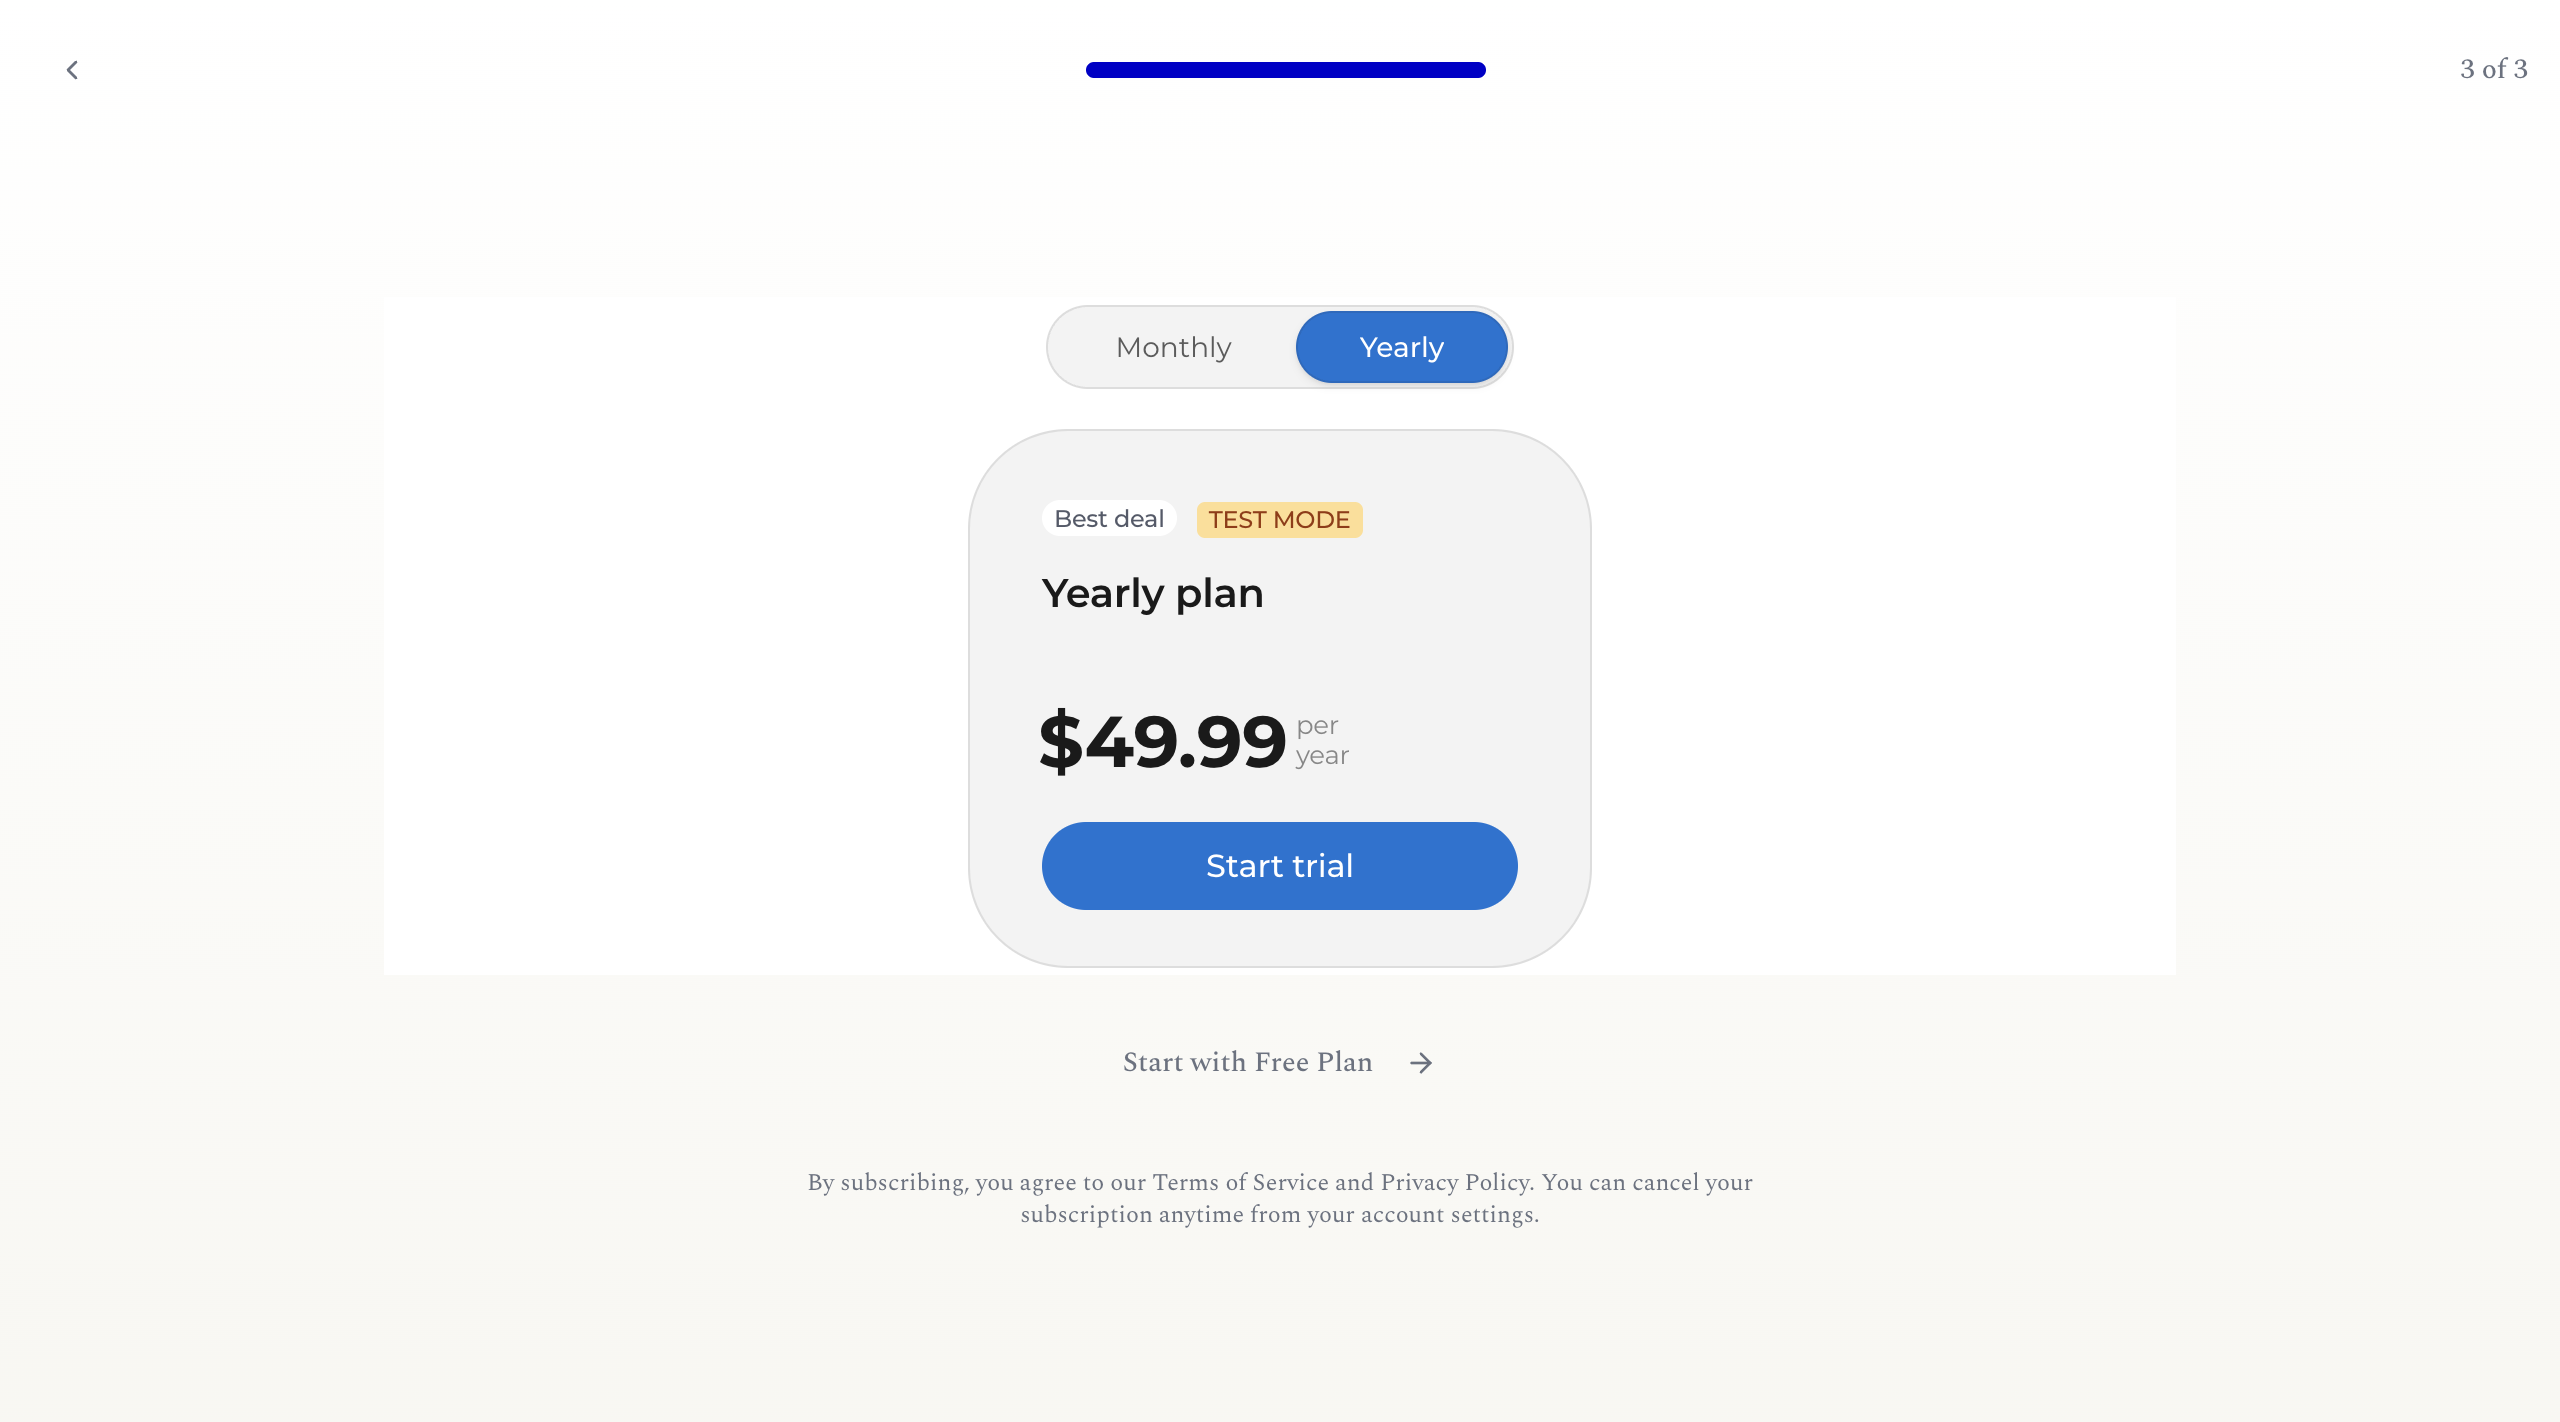 3 of 3
Monthly
Yearly
Best deal
TEST MODE
Yearly plan
$49.99
per
year
Start trial
Start with Free Plan
By subscribing, you agree to our Terms of Service and Privacy Policy. You can cancel your
subscription anytime from your account settings.